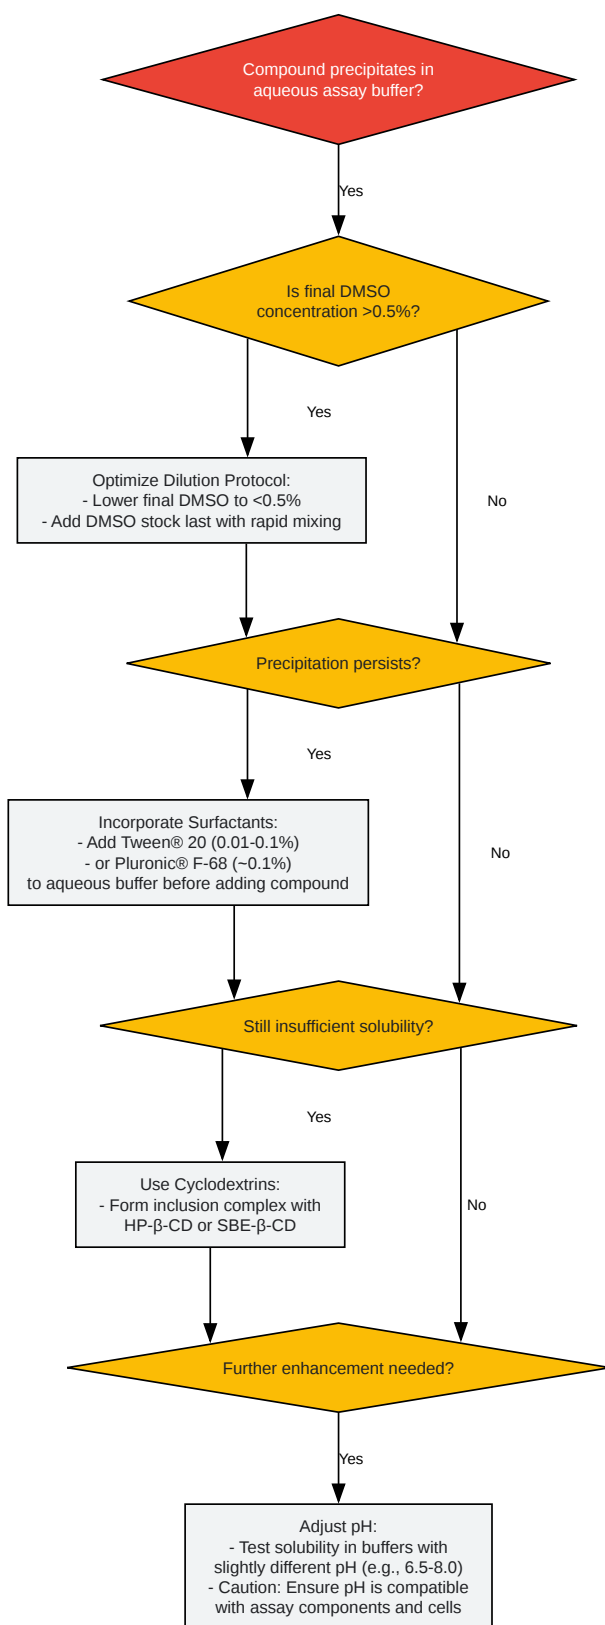 Compound precipitates in
aqueous assay buffer?
Yes
Is final DMSO
concentration >0.5%?
Yes
Optimize Dilution Protocol:
- Lower final DMSO to <0.5%
- Add DMSO stock last with rapid mixing
No
Precipitation persists?
Yes
Incorporate Surfactants:
- Add Tween® 20 (0.01-0.1%)
- or Pluronic® F-68 (~0.1%)
to aqueous buffer before adding compound
No
Still insufficient solubility?
Yes
Use Cyclodextrins:
- Form inclusion complex with
HP-β-CD or SBE-β-CD
No
Further enhancement needed?
Yes
Adjust pH:
- Test solubility in buffers with
slightly different pH (e.g., 6.5-8.0)
- Caution: Ensure pH is compatible
with assay components and cells